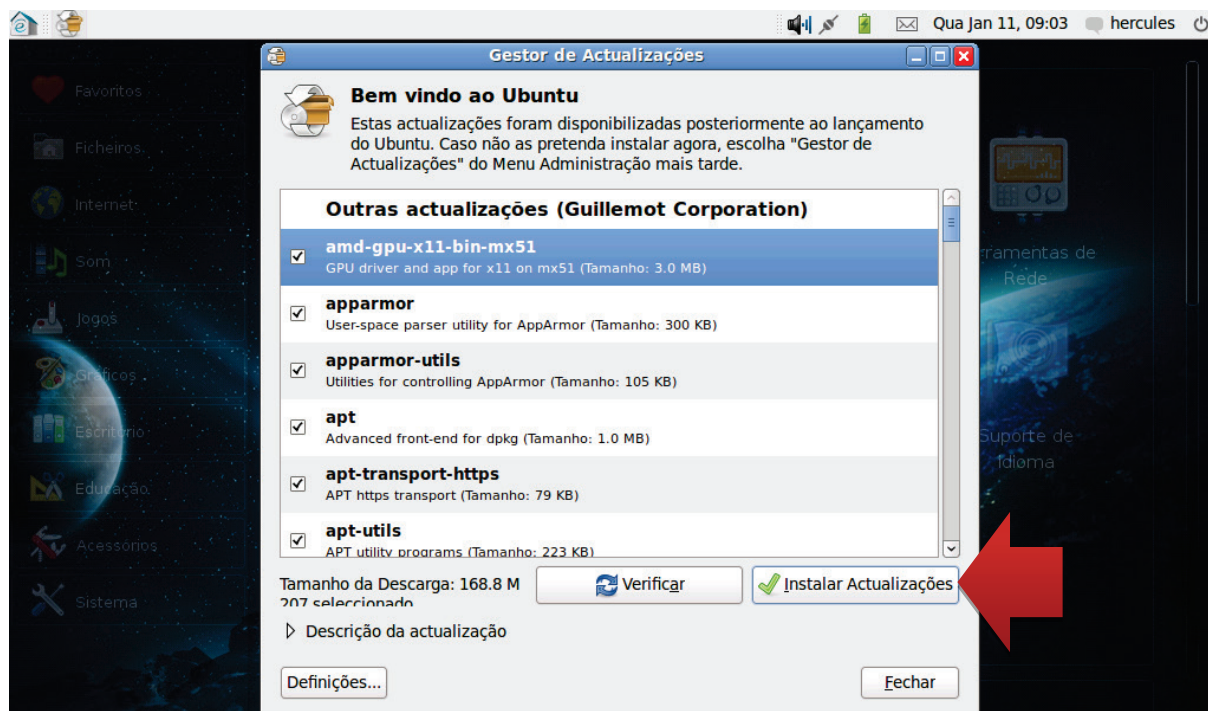 Qua Jan 11, 09:03 hercules
Gestor de Actualizações
Favoritos
Ficheiros
Internet
Som
Jogos
Gráficos
Escritório
Educação
Acessórios
Sistema
Bem vindo ao Ubuntu
Estas actualizações foram disponibilizadas posteriormente ao lançamento
do Ubuntu. Caso não as pretenda instalar agora, escolha "Gestor de
Actualizações" do Menu Administração mais tarde.
Outras actualizações (Guillemot Corporation)
amd-gpu-x11-bin-mx51
GPU driver and app for x11 on mx51 (Tamanho: 3.0 MB)
apparmor
User-space parser utility for AppArmor (Tamanho: 300 KB)
apparmor-utils
Utilities for controlling AppArmor (Tamanho: 105 KB)
apt
Advanced front-end for dpkg (Tamanho: 1.0 MB)
apt-transport-https
APT https transport (Tamanho: 79 KB)
apt-utils
APT utility programs (Tamanho: 223 KB)
Tamanho da Descarga: 168.8 M
207 seleccionado
Verificar
Instalar Actualizações
Descrição da actualização
Definições...
Fechar
rramentas de
Rede
Suporte de
Idioma